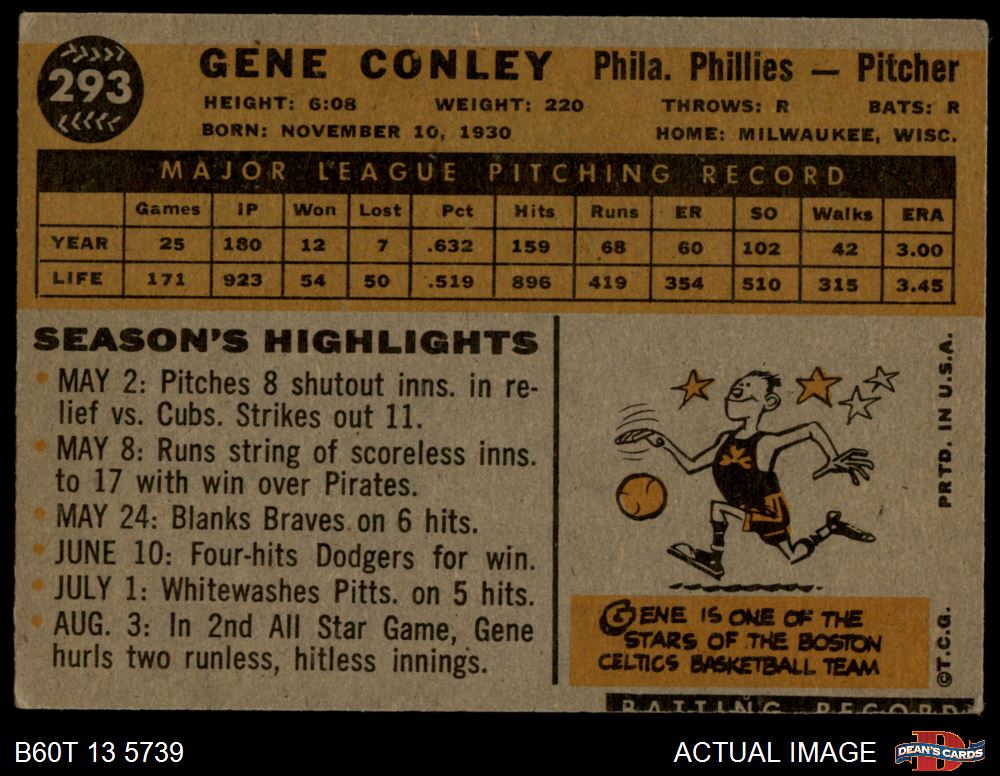 293
GENE CONLEY Phila. Phillies — Pitcher
HEIGHT: 6:08 WEIGHT: 220 THROWS: R BATS: R
BORN: NOVEMBER 10, 1930 HOME: MILWAUKEE, WISC.
MAJOR LEAGUE PITCHING RECORD
Games IP Won Lost Pct Hits Runs ER SO Walks ERA
YEAR 25 180 12 7 .632 159 68 60 102 42 3.00
LIFE 171 923 54 50 .519 896 419 354 510 315 3.45
SEASON'S HIGHLIGHTS
• MAY 2: Pitches 8 shutout inns. in re-
lief vs. Cubs. Strikes out 11.
• MAY 8: Runs string of scoreless inns.
to 17 with win over Pirates.
• MAY 24: Blanks Braves on 6 hits.
• JUNE 10: Four-hits Dodgers for win.
• JULY 1: Whitewashes Pitts. on 5 hits.
• AUG. 3: In 2nd All Star Game, Gene
hurls two runless, hitless innings.
GENE IS ONE OF THE
STARS OF THE BOSTON
CELTICS BASKETBALL TEAM
©T.C.G. PRTD. IN U.S.A.
BATTING RECORD
B60T 13 5739 ACTUAL IMAGE
D
DEAN'S CARDS